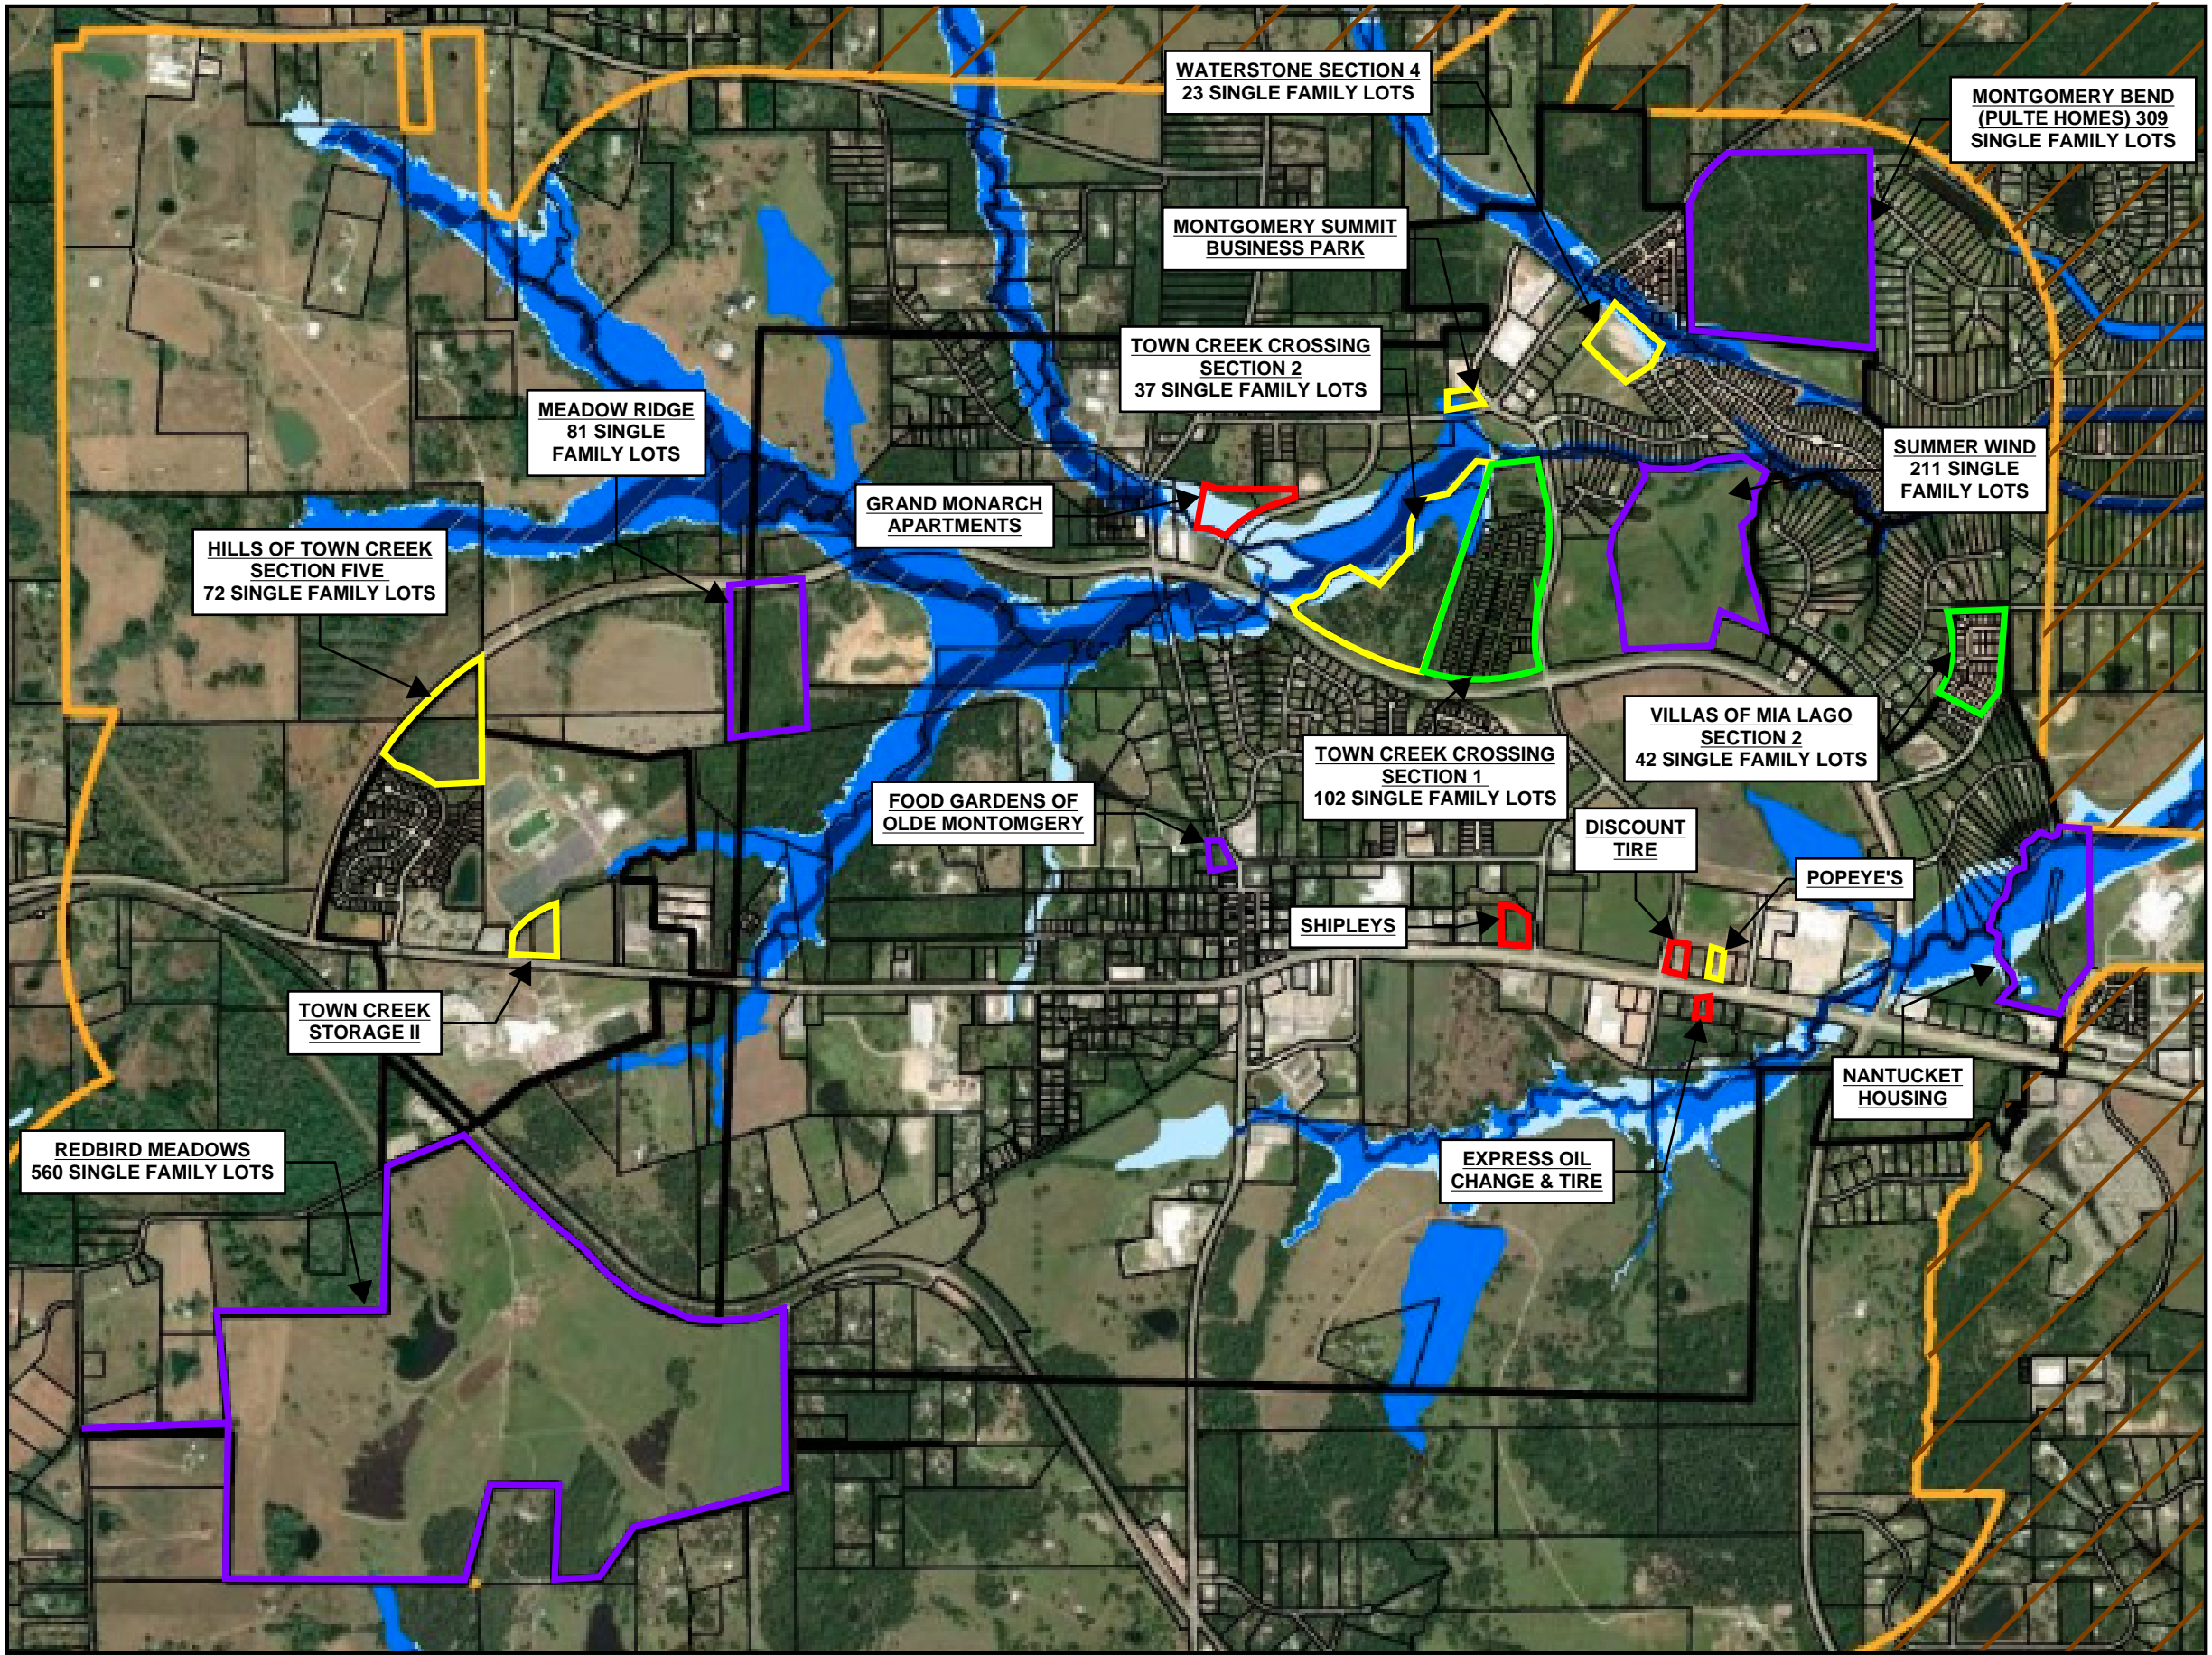 WATERSTONE SECTION 4
23 SINGLE FAMILY LOTS
MONTGOMERY BEND
(PULTE HOMES) 309
SINGLE FAMILY LOTS
MONTGOMERY SUMMIT
BUSINESS PARK
TOWN CREEK CROSSING
SECTION 2
37 SINGLE FAMILY LOTS
MEADOW RIDGE
81 SINGLE
FAMILY LOTS
SUMMER WIND
211 SINGLE
FAMILY LOTS
GRAND MONARCH
APARTMENTS
HILLS OF TOWN CREEK
SECTION FIVE
72 SINGLE FAMILY LOTS
VILLAS OF MIA LAGO
SECTION 2
42 SINGLE FAMILY LOTS
TOWN CREEK CROSSING
SECTION 1
102 SINGLE FAMILY LOTS
FOOD GARDENS OF
OLDE MONTOMGERY
DISCOUNT
TIRE
POPEYE'S
SHIPLEYS
TOWN CREEK
STORAGE II
NANTUCKET
HOUSING
REDBIRD MEADOWS
560 SINGLE FAMILY LOTS
EXPRESS OIL
CHANGE & TIRE